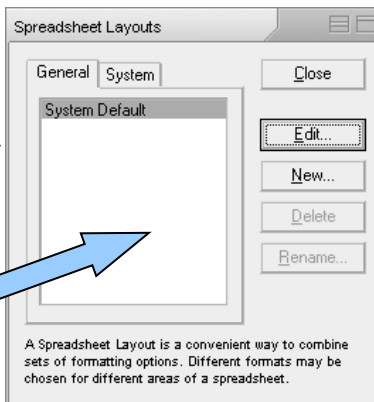 Spreadsheet Layouts
General System
System Default
Close
Edit...
New...
Delete
Rename...
A Spreadsheet Layout is a convenient way to combine
sets of formatting options. Different formats may be
chosen for different areas of a spreadsheet.